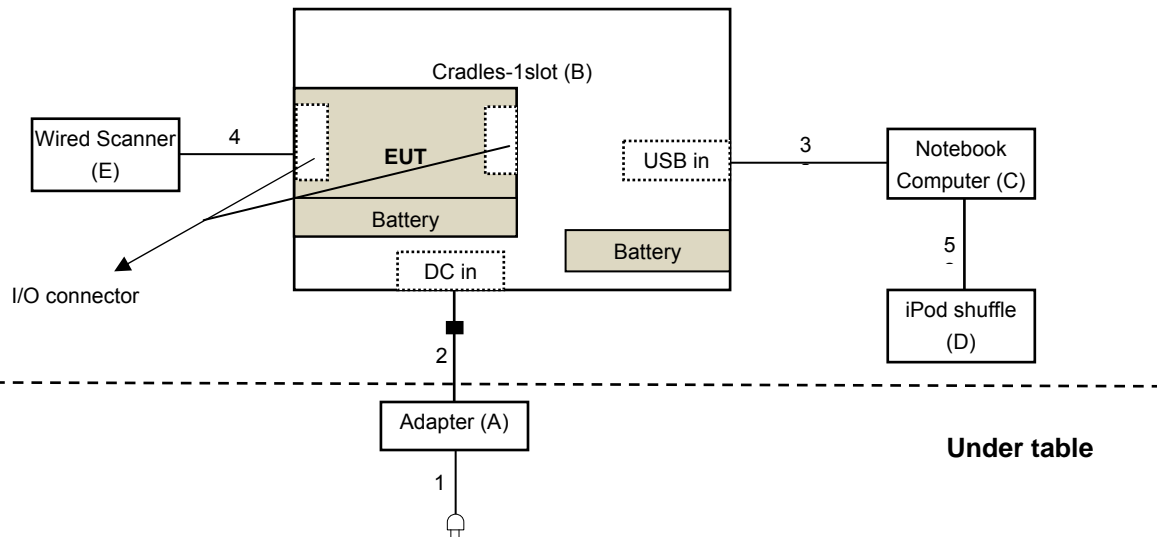 Cradles-1slot (B)
Wired Scanner
(E)
4
EUT
USB in
3
Notebook
Computer (C)
Battery
Battery
5
DC in
I/O connector
iPod shuffle
(D)
2
Adapter (A)
Under table
1